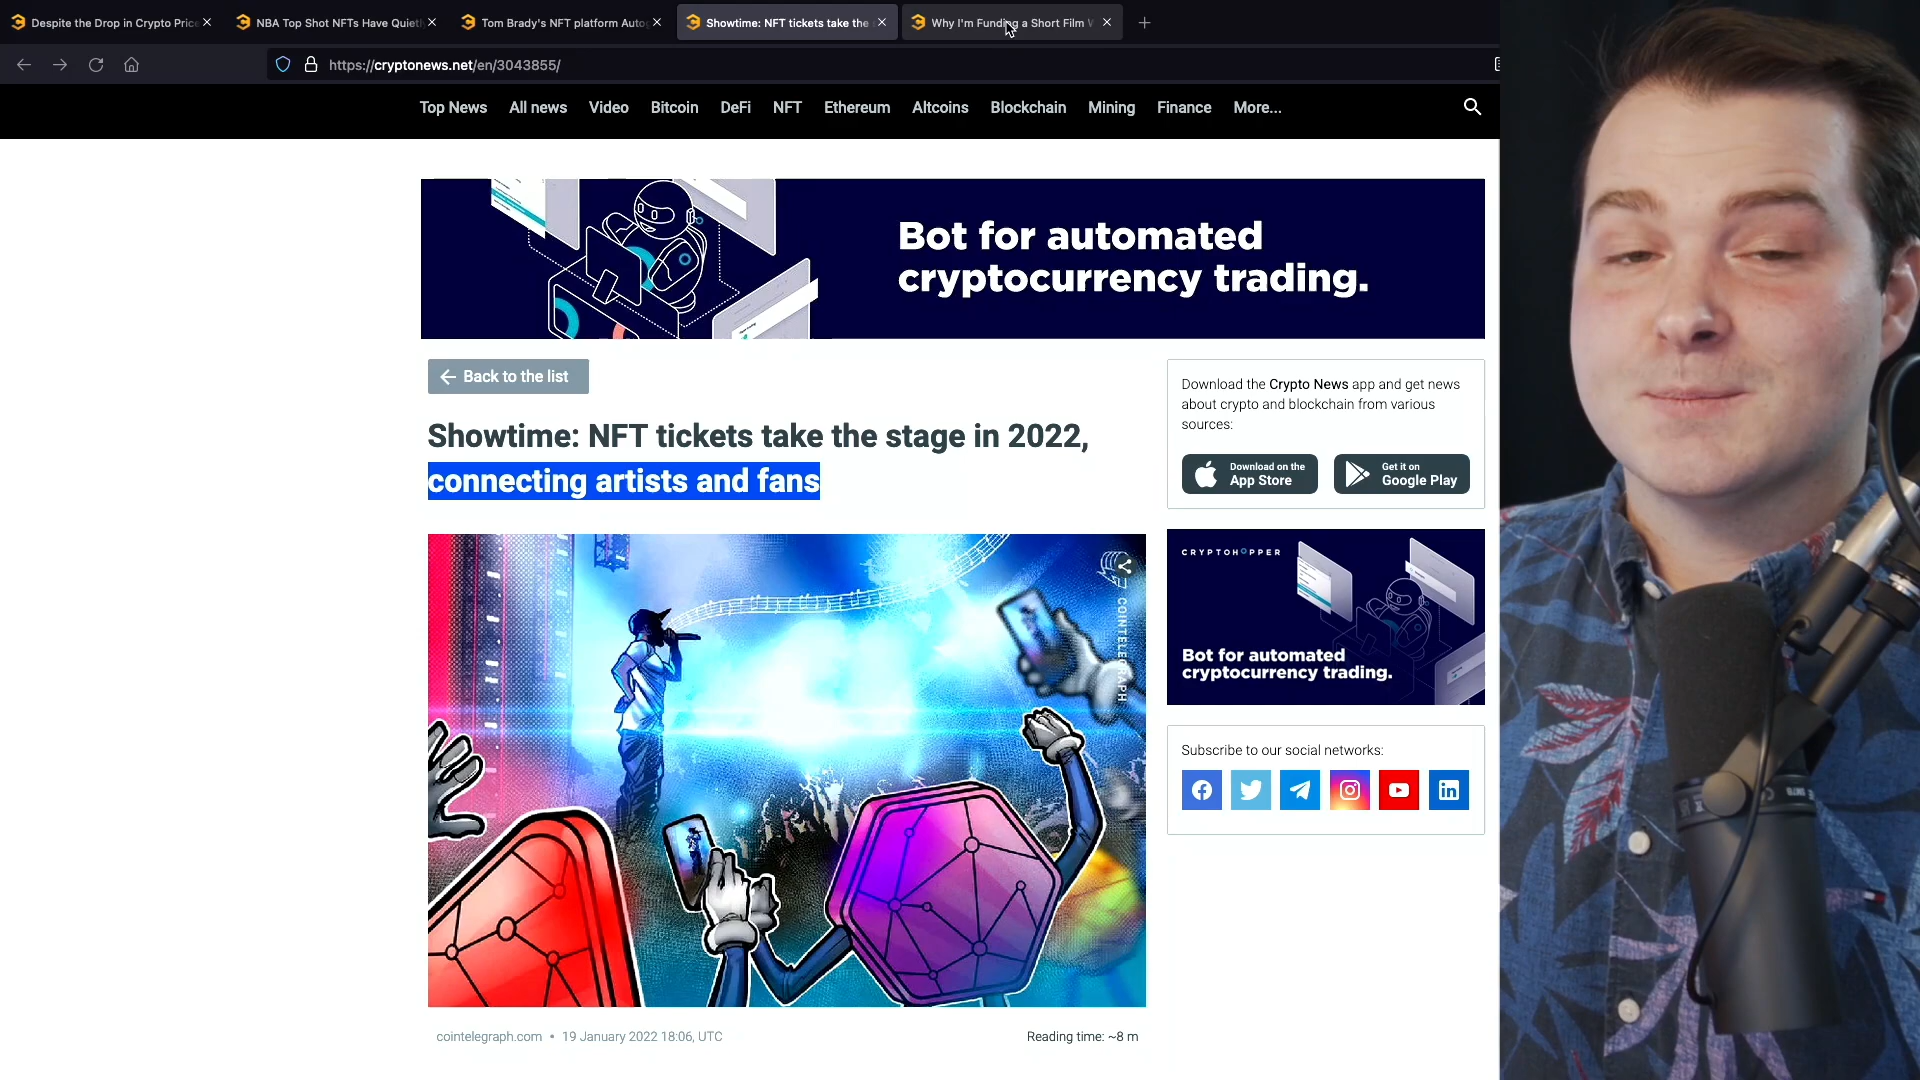 Despite the Drop in Crypto Price
NBA Top Shot NFTs Have Quietl
Tom Brady's NFT platform Autog
Showtime: NFT tickets take the
Why I'm Funding a Short Film
https://cryptonews.net/en/3043855/
Top News All news Video Bitcoin DeFi NFT Ethereum Altcoins Blockchain Mining Finance More...
Bot for automated
cryptocurrency trading.
Back to the list
Showtime: NFT tickets take the stage in 2022,
connecting artists and fans
COINTELEGRAPH
cointelegraph.com • 19 January 2022 18:06, UTC
Reading time: ~8 m
Download the Crypto News app and get news
about crypto and blockchain from various
sources:
Download on the
App Store
Get it on
Google Play
CRYPTOHOPPER
Bot for automated
cryptocurrency trading.
Subscribe to our social networks: